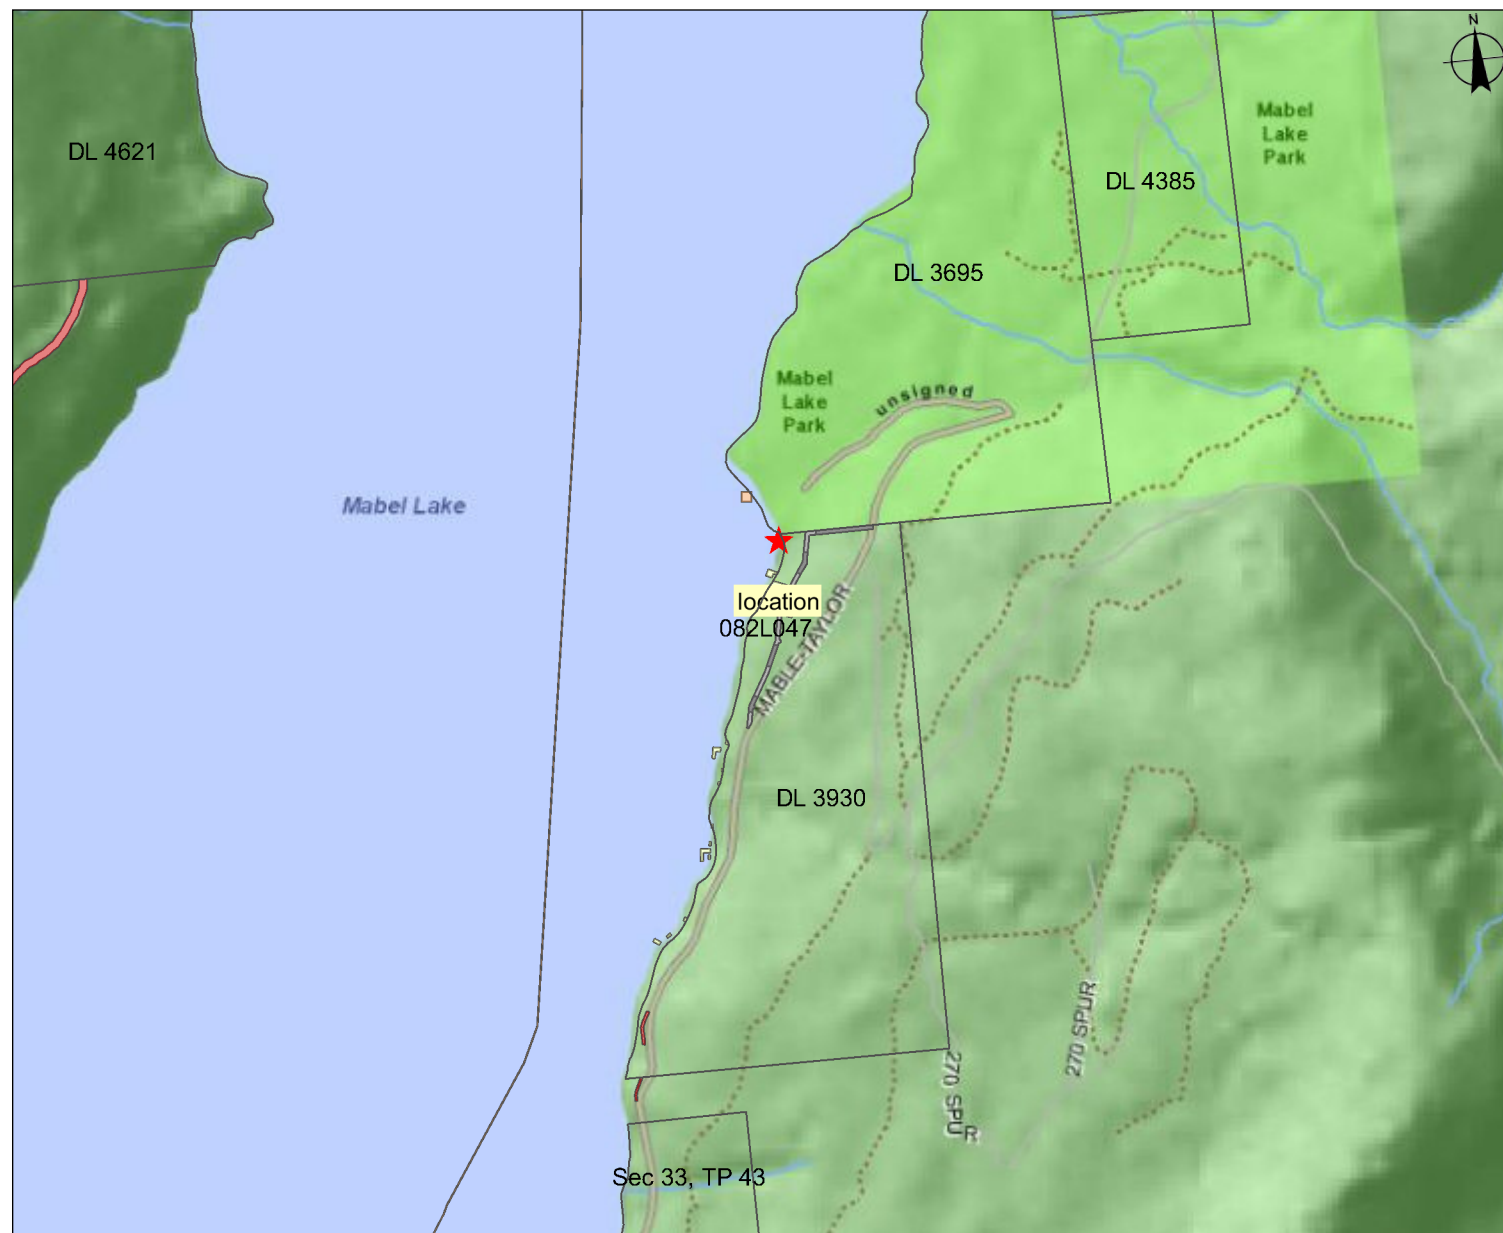 N
Mabel
Lake
Park
DL 4621
DL 4385
DL 3695
Mabel
Lake
Park
unsigned
Mabel Lake
location
082L047
MABLE-TAYLOR
DL 3930
270 SPUR
270 SPU
R
Sec 33, TP 43